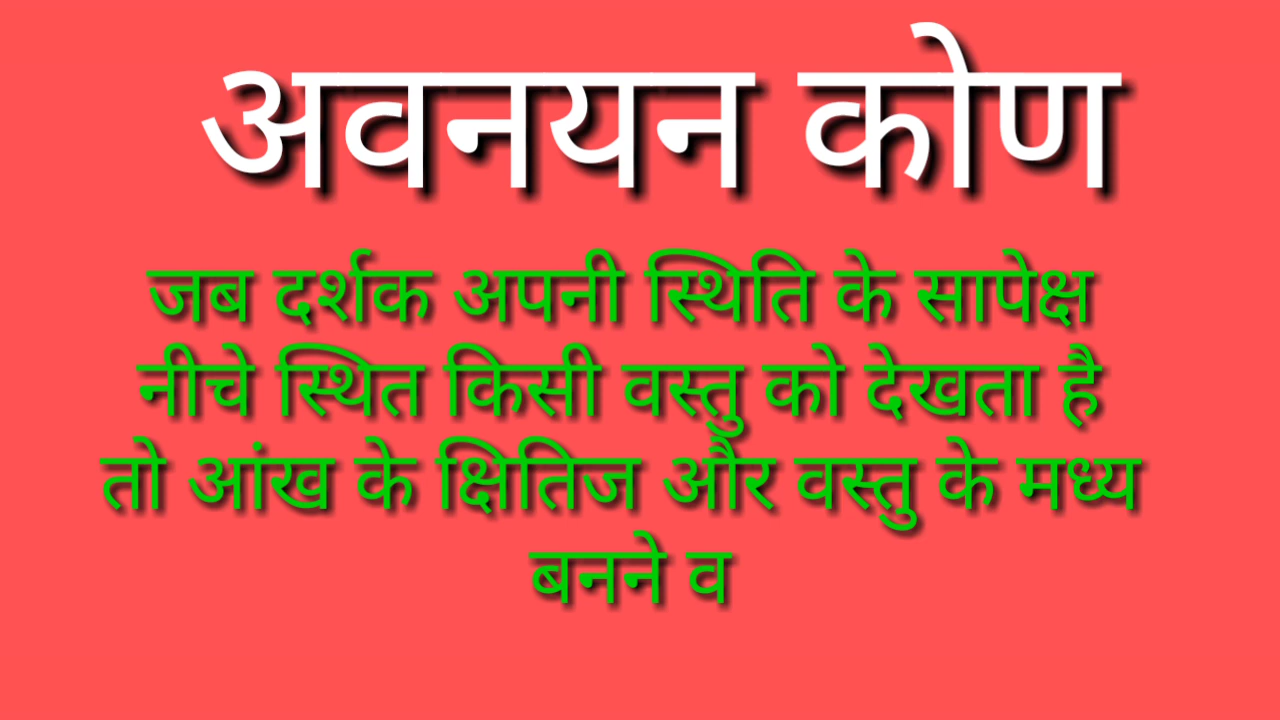 अवनयन कोण
जब दर्शक अपनी स्थिति के सापेक्ष
नीचे स्थित किसी वस्तु को देखता है
तो आंख के क्षितिज और वस्तु के मध्य
बनने व